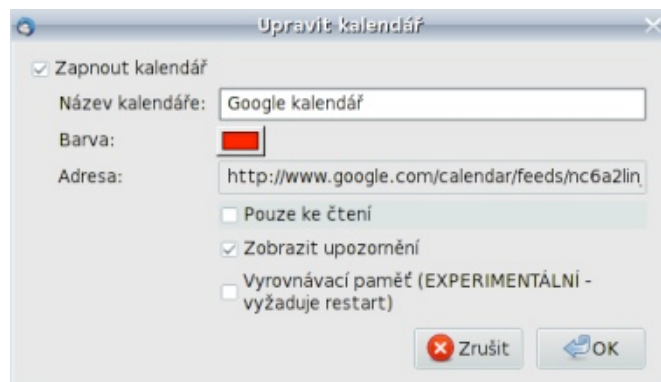 Upravit kalendář
Zapnout kalendář
Název kalendáře: Google kalendář
Barva:
Adresa: http://www.google.com/calendar/feeds/nc6a2lin
Pouze ke čtení
Zobrazit upozornění
Vyrovnávací paměť (EXPERIMENTÁLNÍ -
vyžaduje restart)
Zrušit OK